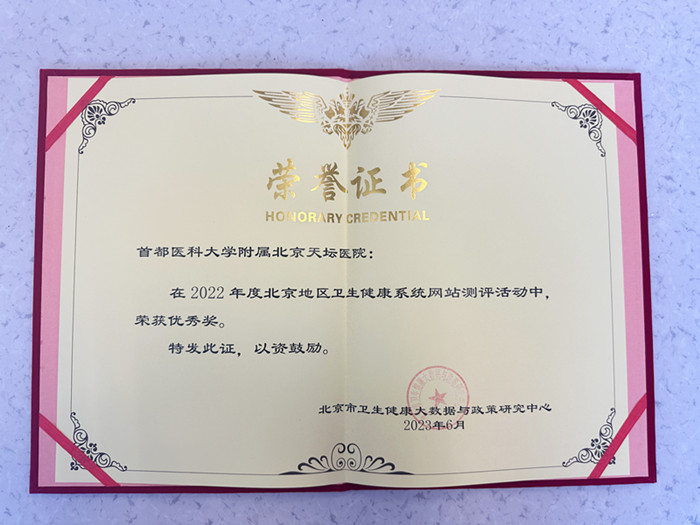 荣誉证书
HONORARY CREDENTIAL
首都医科大学附属北京天坛医院：
在2022年度北京地区卫生健康系统网站测评活动中，
荣获优秀奖。
特发此证，以资鼓励。
北京市卫生健康大数据与政策研究中心
2023年6月